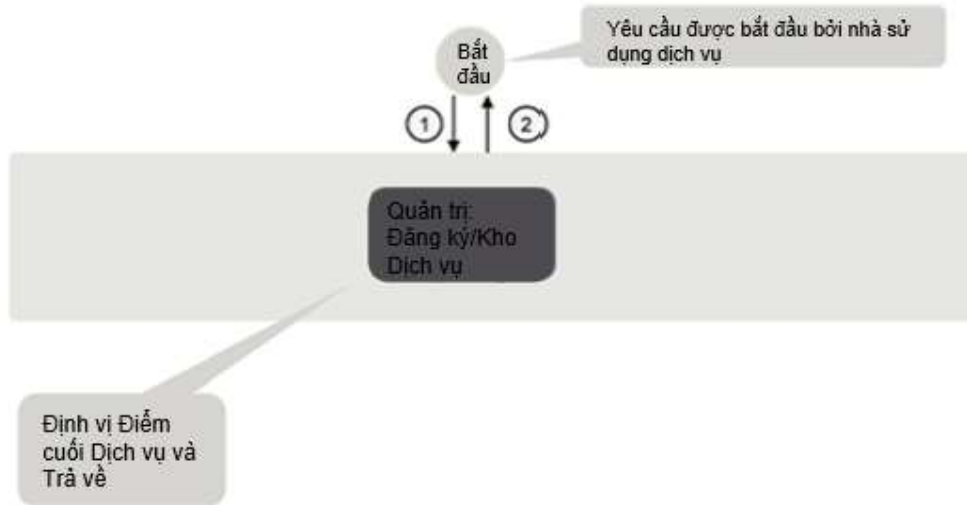 Yêu cầu được bắt đầu bởi nhà sử
dụng dịch vụ
Bắt
đầu
1
2
Quản trị:
Đăng ký/Kho
Dịch vụ
Định vị Điểm
cuối Dịch vụ và
Trả về